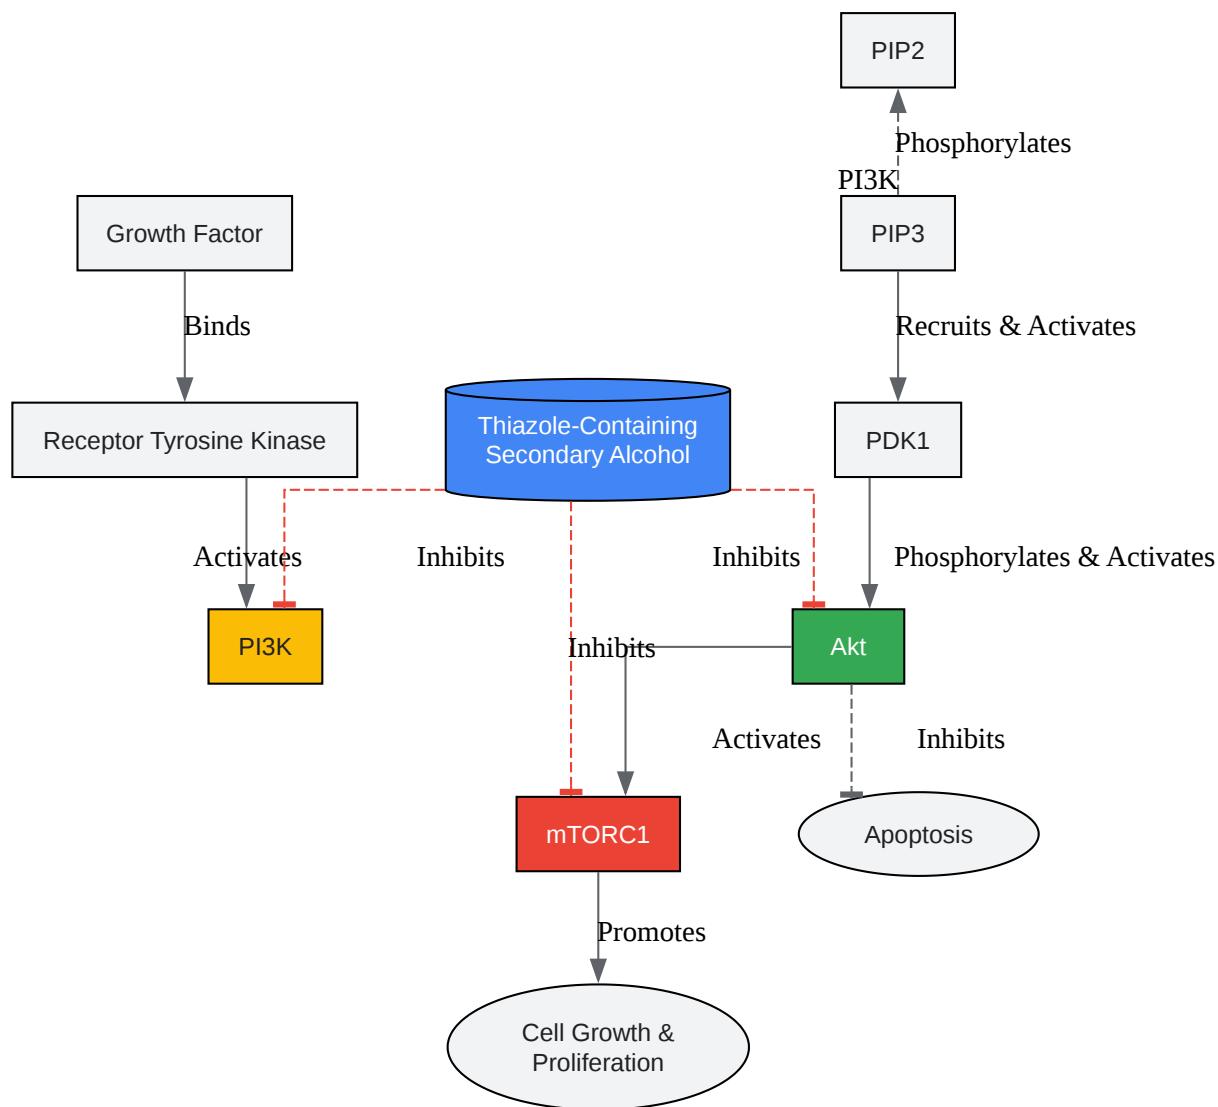 PIP2
Phosphorylates
PI3K
Growth Factor
PIP3
Binds
Recruits & Activates
Receptor Tyrosine Kinase
Thiazole-Containing
Secondary Alcohol
PDK1
Activates
Inhibits
Inhibits
Phosphorylates & Activates
PI3K
Inhibits
Akt
Activates
Inhibits
mTORC1
Apoptosis
Promotes
Cell Growth &
Proliferation